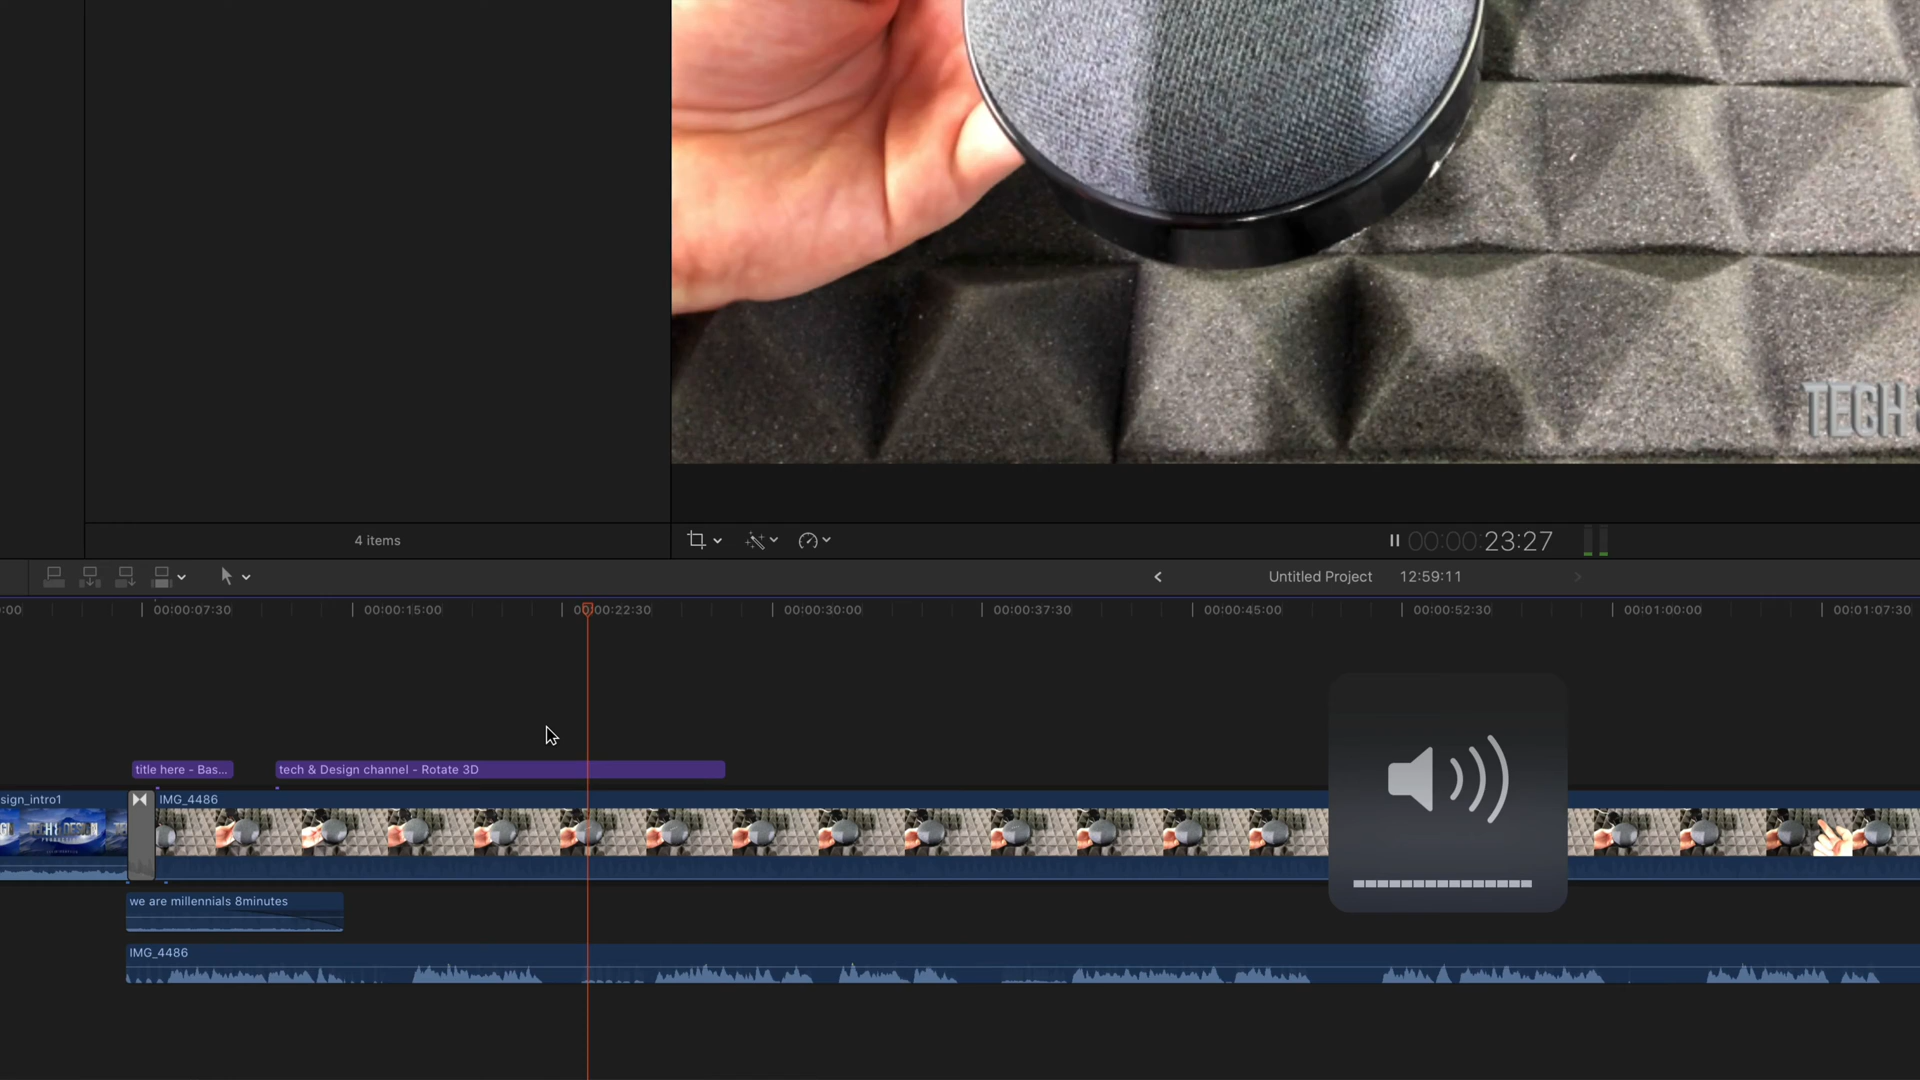 TECH &
4 items
00:00:23:27
Untitled Project 12:59:11
0:00 00:00:07:30 00:00:15:00 00:00:22:30 00:00:30:00 00:00:37:30 00:00:45:00 00:00:52:30 00:01:00:00 00:01:07:30
title here - Bas... tech & Design channel - Rotate 3D
sign_intro1 IMG_4486
TECH & DESIGN
we are millennials 8minutes
IMG_4486